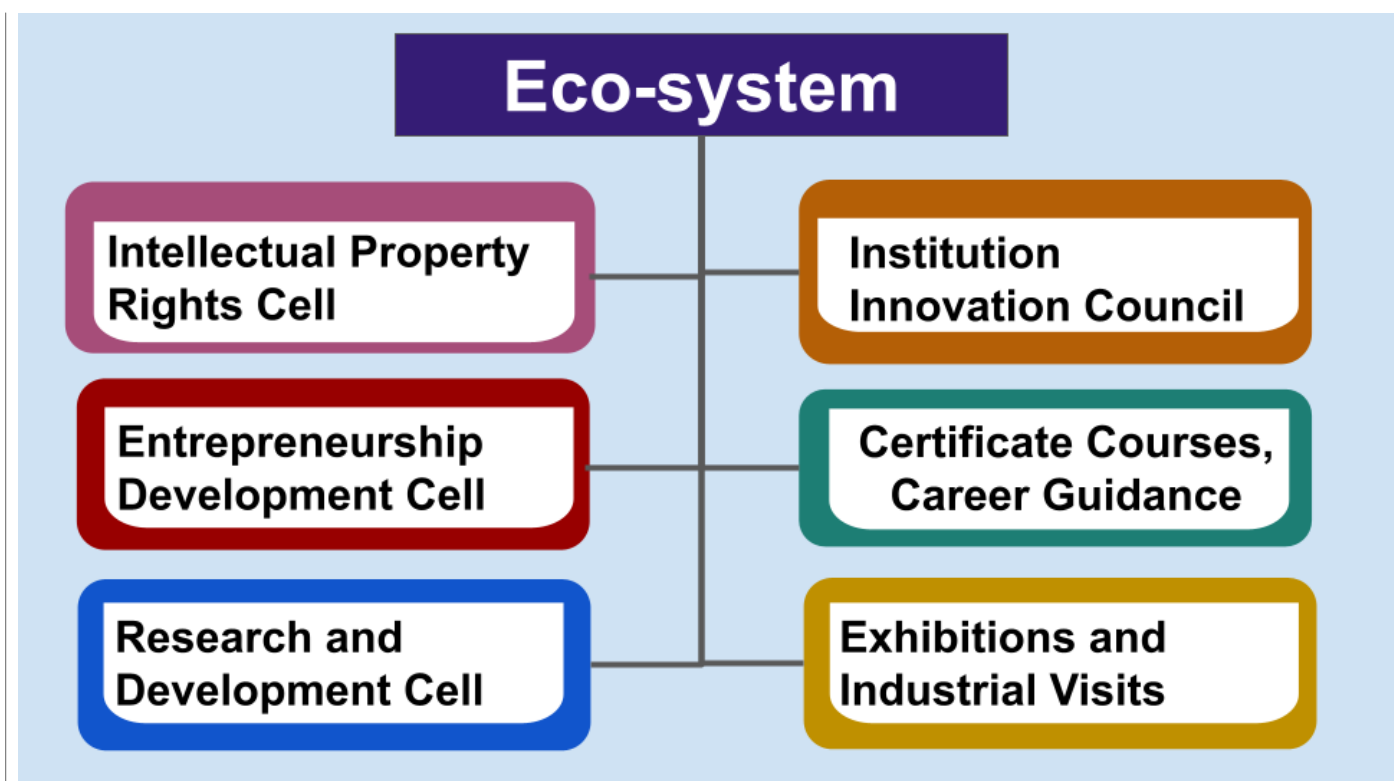 Eco-system
Intellectual Property
Rights Cell
Institution
Innovation Council
Entrepreneurship
Development Cell
Certificate Courses,
Career Guidance
Research and
Development Cell
Exhibitions and
Industrial Visits